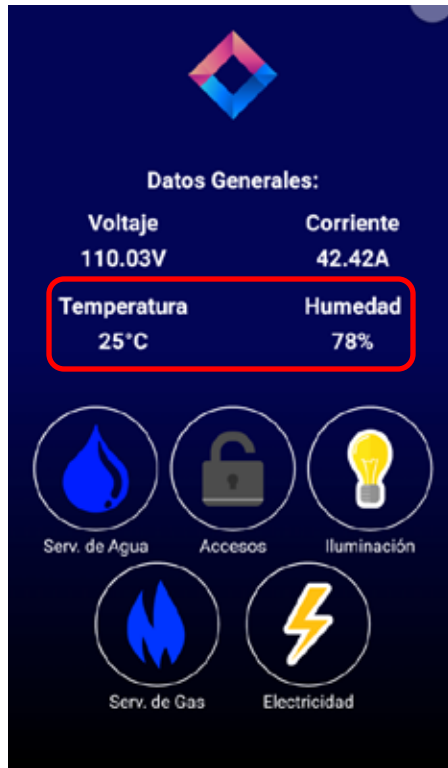 Datos Generales:
Voltaje Corriente
110.03V 42.42A
Temperatura Humedad
25°C 78%
Serv. de Agua Accesos Iluminación
Serv. de Gas Electricidad